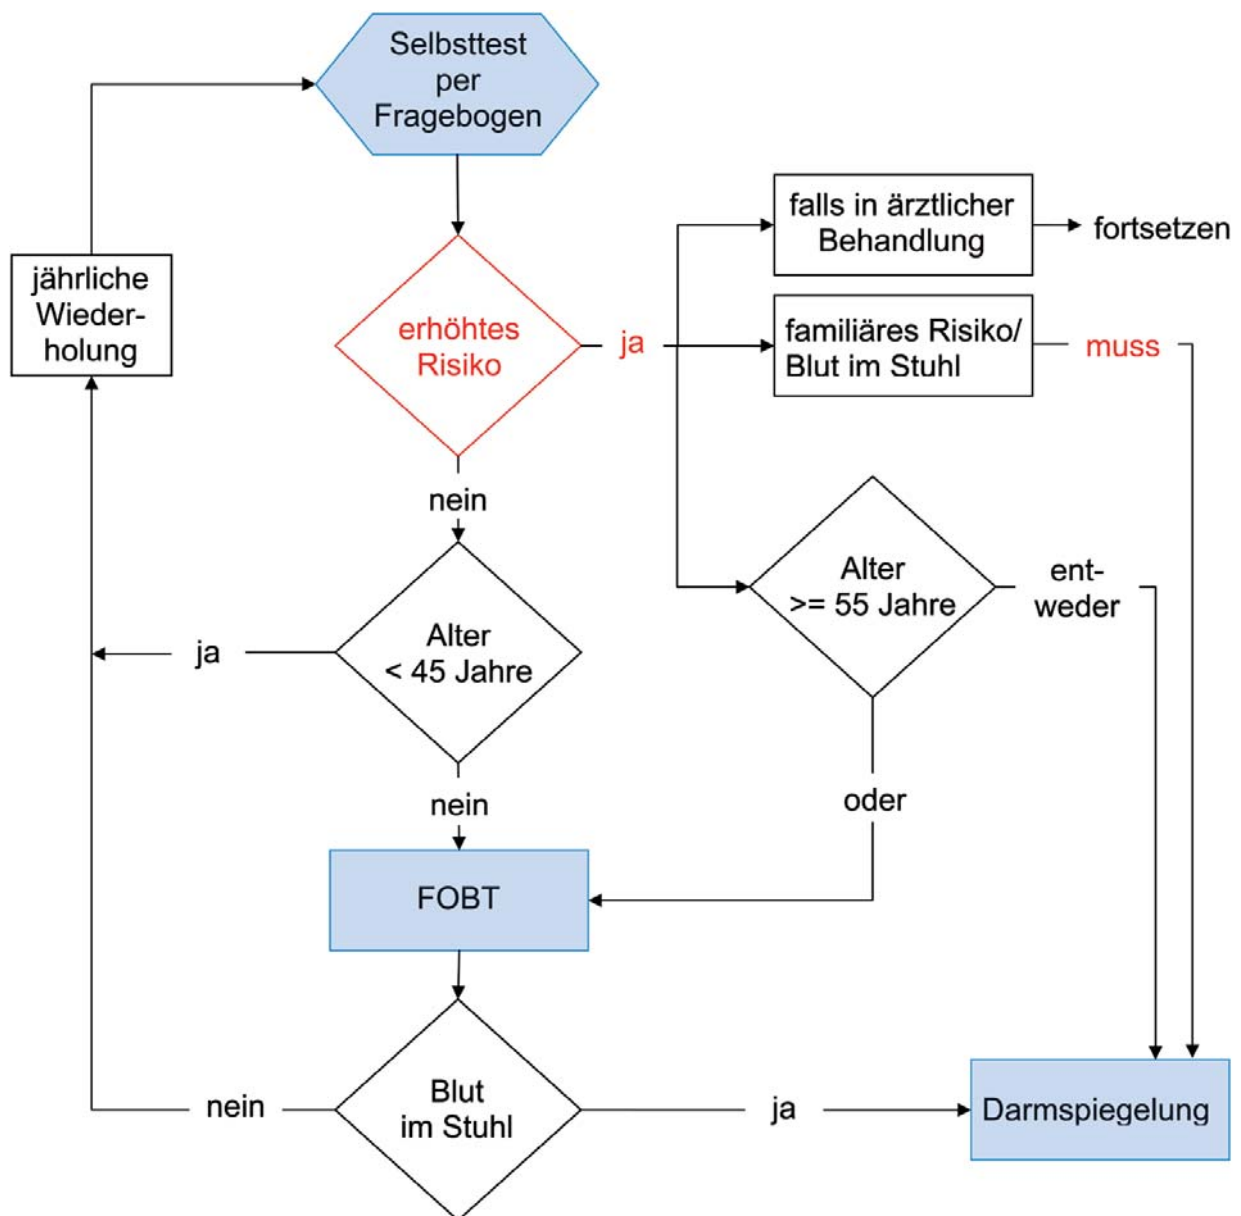 Selbsttest
per
Fragebogen
jährliche
Wieder-
holung
erhöhtes
Risiko
ja
falls in ärztlicher
Behandlung
fortsetzen
familiäres Risiko/
Blut im Stuhl
muss
nein
Alter
>= 55 Jahre
ent-
weder
ja
Alter
< 45 Jahre
nein
oder
FOBT
nein
Blut
im Stuhl
ja
Darmspiegelung